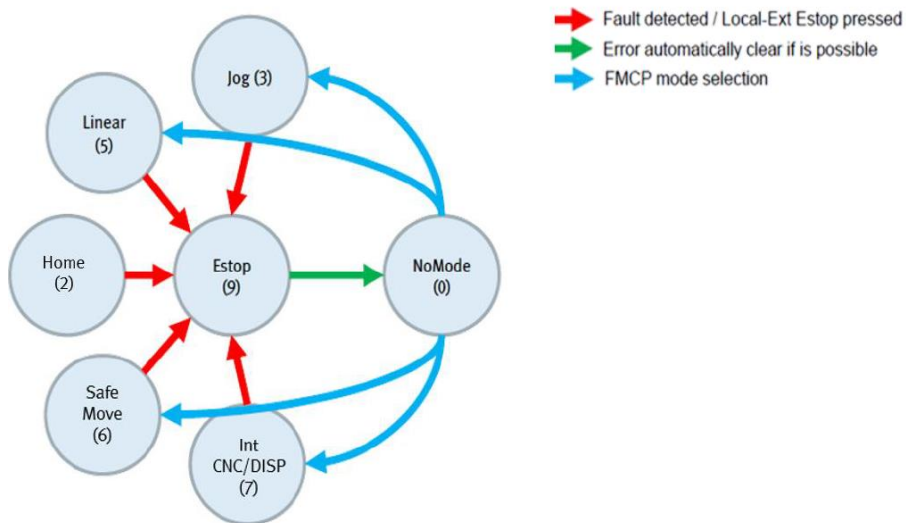 Fault detected / Local-Ext Estop pressed
Error automatically clear if is possible
FMCP mode selection
Jog (3)
Linear
(5)
Home
(2)
Estop
(9)
NoMode
(0)
Safe
Move
(6)
Int
CNC/DISP
(7)